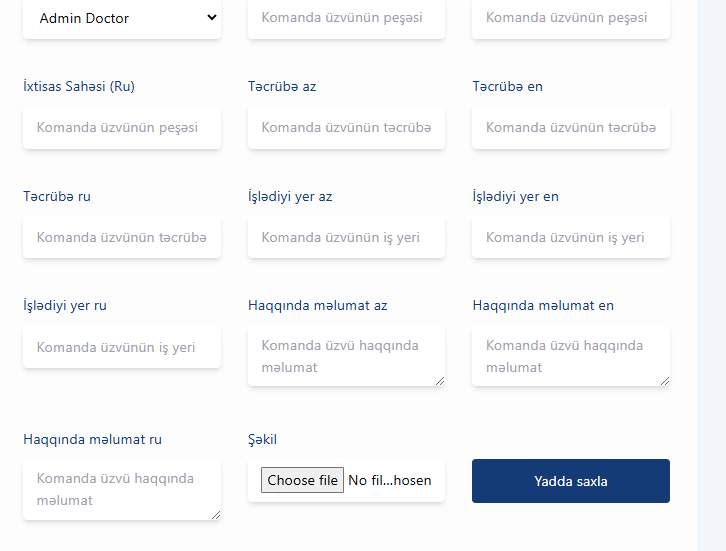 Admin Doctor
Komanda üzvünün peşəsi
Komanda üzvünün peşəsi
İxtisas Sahəsi (Ru)
Təcrübə az
Təcrübə en
Komanda üzvünün peşəsi
Komanda üzvünün təcrübə
Komanda üzvünün təcrübə
Təcrübə ru
İşlədiyi yer az
İşlədiyi yer en
Komanda üzvünün təcrübə
Komanda üzvünün iş yeri
Komanda üzvünün iş yeri
İşlədiyi yer ru
Haqqında məlumat az
Haqqında məlumat en
Komanda üzvünün iş yeri
Komanda üzvü haqqında
məlumat
Komanda üzvü haqqında
məlumat
Haqqında məlumat ru
Şəkil
Komanda üzvü haqqında
məlumat
Choose file No fil...hosen
Yadda saxla